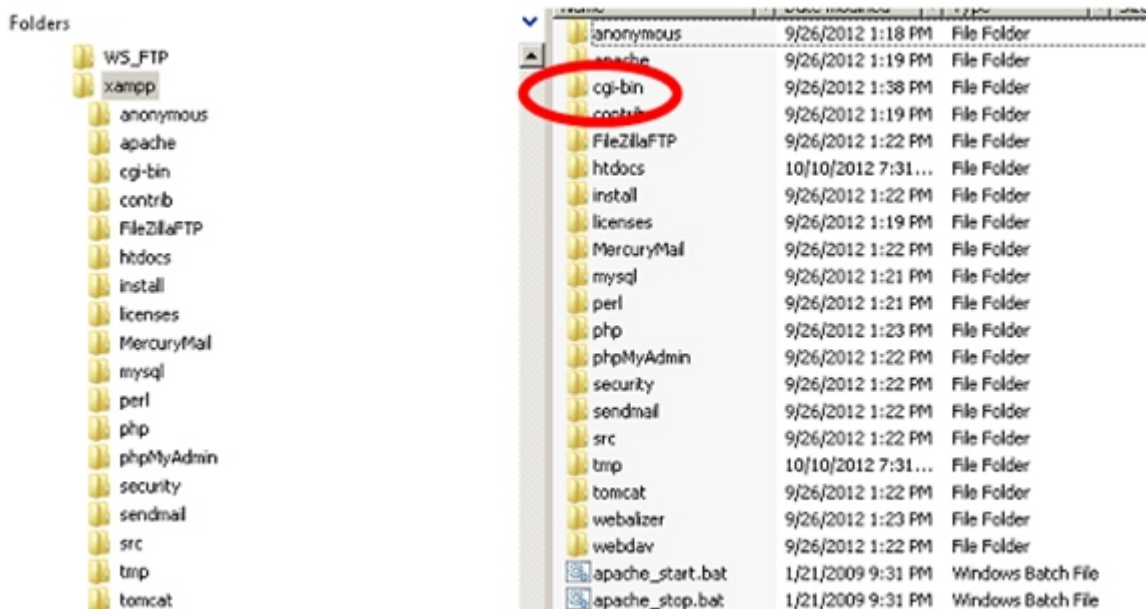 Folders
WS_FTP
xampp
anonymous
apache
cgi-bin
contrib
FileZillaFTP
htdocs
install
licenses
MercuryMail
mysql
perl
php
phpMyAdmin
security
sendmail
src
tmp
tomcat
Name Date modified Type Size
anonymous 9/26/2012 1:18 PM File Folder
apache 9/26/2012 1:19 PM File Folder
cgi-bin 9/26/2012 1:38 PM File Folder
contrib 9/26/2012 1:19 PM File Folder
FileZillaFTP 9/26/2012 1:22 PM File Folder
htdocs 10/10/2012 7:31... File Folder
install 9/26/2012 1:22 PM File Folder
licenses 9/26/2012 1:19 PM File Folder
MercuryMail 9/26/2012 1:22 PM File Folder
mysql 9/26/2012 1:21 PM File Folder
perl 9/26/2012 1:21 PM File Folder
php 9/26/2012 1:23 PM File Folder
phpMyAdmin 9/26/2012 1:22 PM File Folder
security 9/26/2012 1:22 PM File Folder
sendmail 9/26/2012 1:22 PM File Folder
src 9/26/2012 1:22 PM File Folder
tmp 10/10/2012 7:31... File Folder
tomcat 9/26/2012 1:22 PM File Folder
webalizer 9/26/2012 1:23 PM File Folder
webdav 9/26/2012 1:22 PM File Folder
apache_start.bat 1/21/2009 9:31 PM Windows Batch File
apache_stop.bat 1/21/2009 9:31 PM Windows Batch File